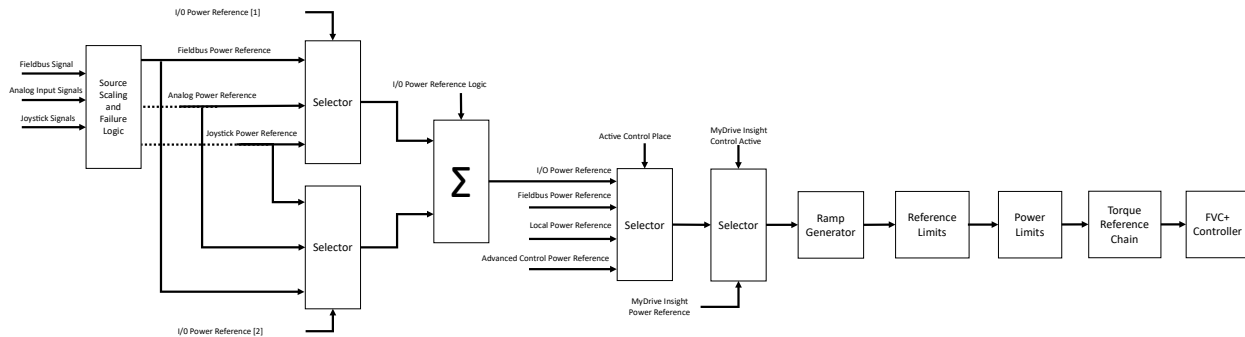 I/0 Power Reference [1]
Fieldbus Power Reference
Fieldbus Signal
Analog Input Signals
Joystick Signals
Source
Scaling
and
Failure
Logic
Analog Power Reference
Joystick Power Reference
Selector
Selector
I/0 Power Reference [2]
I/0 Power Reference Logic
Σ
Active Control Place
I/O Power Reference
Fieldbus Power Reference
Local Power Reference
Advanced Control Power Reference
Selector
MyDrive Insight
Control Active
Selector
MyDrive Insight
Power Reference
Ramp
Generator
Reference
Limits
Power
Limits
Torque
Reference
Chain
FVC+
Controller